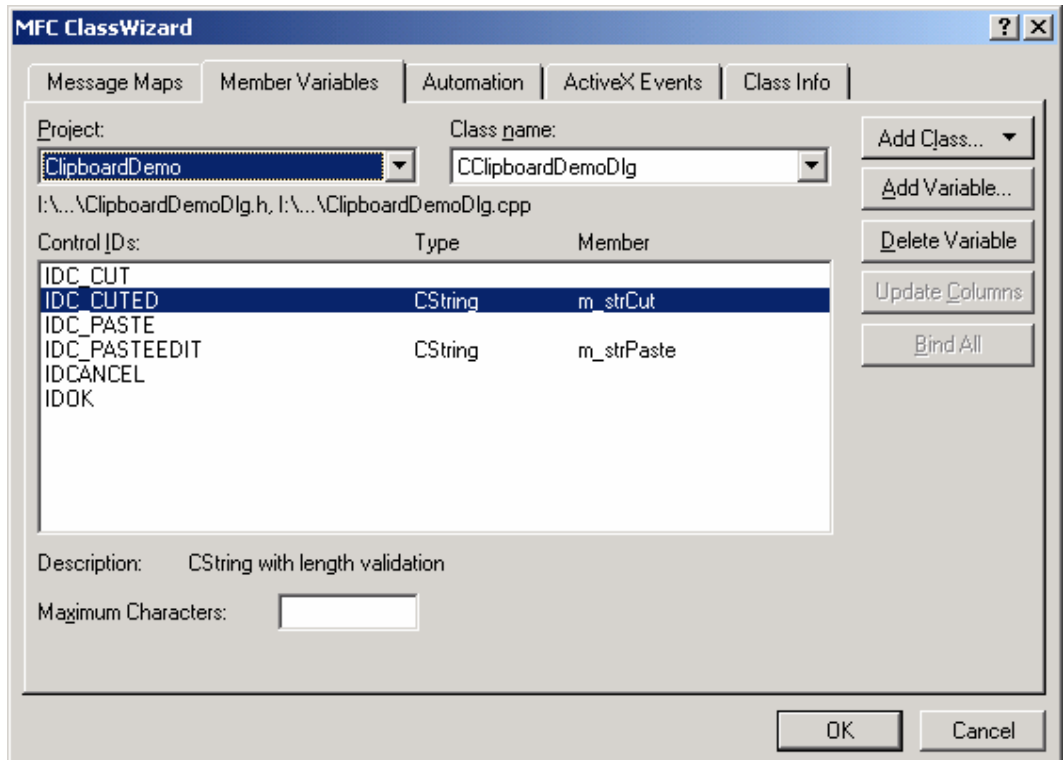 MFC ClassWizard
Message Maps Member Variables Automation ActiveX Events Class Info
Project: Class name:
ClipboardDemo CClipboardDemoDlg
I:\...\ClipboardDemoDlg.h, I:\...\ClipboardDemoDlg.cpp
Control IDs: Type Member
IDC_CUT
IDC_CUTED CString m_strCut
IDC_PASTE
IDC_PASTEEDIT CString m_strPaste
IDCANCEL
IDOK
Add Class...
Add Variable...
Delete Variable
Update Columns
Bind All
Description: CString with length validation
Maximum Characters:
OK Cancel